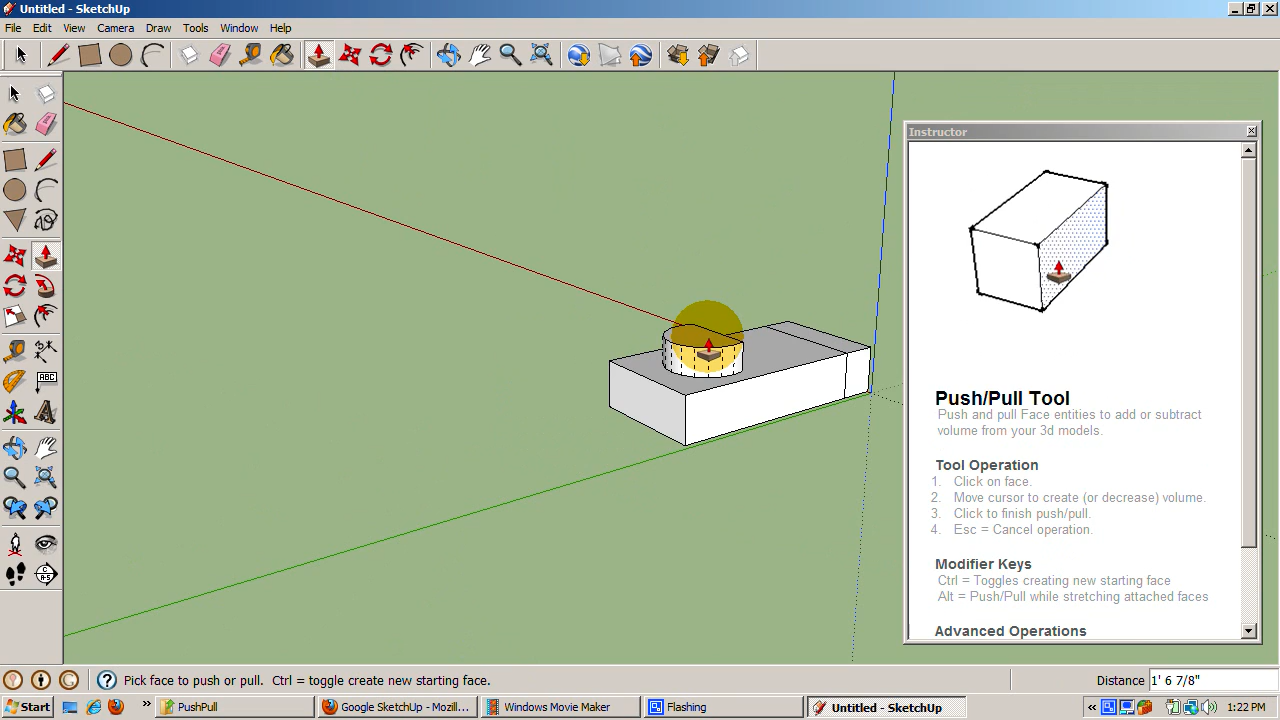 Untitled - SketchUp
File Edit View Camera Draw Tools Window Help
ABC
A
C
A-S
Instructor
Push/Pull Tool
Push and pull Face entities to add or subtract
volume from your 3d models.
Tool Operation
1. Click on face.
2. Move cursor to create (or decrease) volume.
3. Click to finish push/pull.
4. Esc = Cancel operation.
Modifier Keys
Ctrl = Toggles creating new starting face
Alt = Push/Pull while stretching attached faces
Advanced Operations
Pick face to push or pull. Ctrl = toggle create new starting face.
Distance 1' 6 7/8"
Start PushPull Google SketchUp - Mozill... Windows Movie Maker Flashing Untitled - SketchUp 1:22 PM